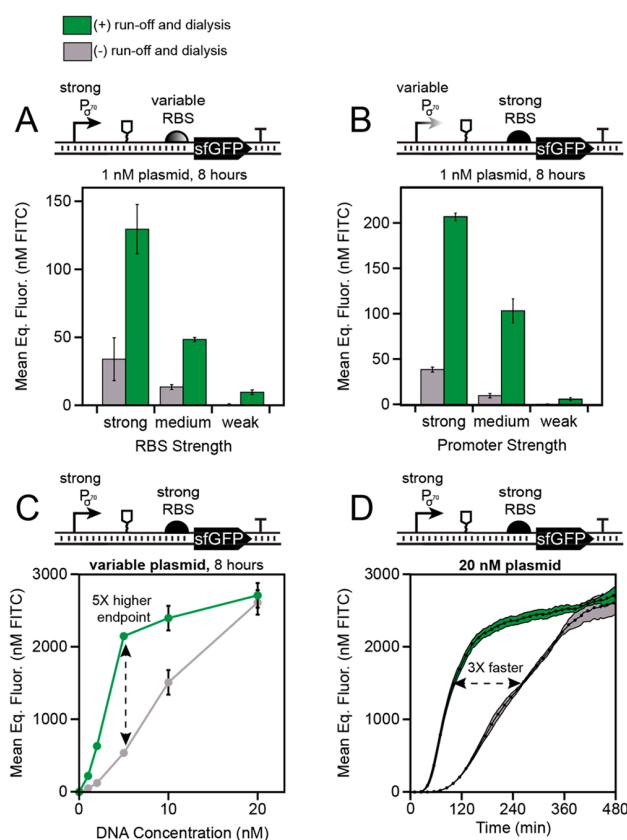 (+) run-off and dialysis
(-) run-off and dialysis
A
strong
Pσ70
variable
RBS
sfGFP
1 nM plasmid, 8 hours
Mean Eq. Fluor. (nM FITC)
150
100
50
0
strong medium weak
RBS Strength
B
variable
Pσ70
strong
RBS
sfGFP
1 nM plasmid, 8 hours
Mean Eq. Fluor. (nM FITC)
200
150
100
50
0
strong medium weak
Promoter Strength
C
strong
Pσ70
strong
RBS
sfGFP
variable plasmid, 8 hours
Mean Eq. Fluor. (nM FITC)
3000
2000
1000
0
5X higher
endpoint
0 10 20
DNA Concentration (nM)
D
strong
Pσ70
strong
RBS
sfGFP
20 nM plasmid
Mean Eq. Fluor. (nM FITC)
3000
2000
1000
0
3X faster
0 120 240 360 480
Time (min)